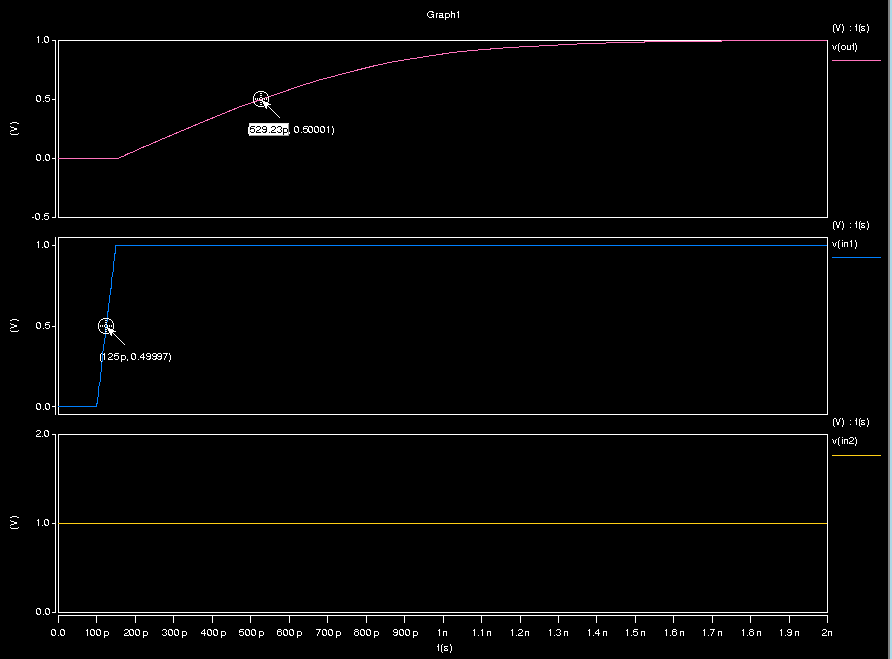 Graph1
(V) : t(s)
v(out)
1.0
0.5
0.0
-0.5
(V)
(529.23p, 0.50001)
(V) : t(s)
v(in1)
1.0
0.5
0.0
(V)
(125p, 0.49997)
(V) : t(s)
v(in2)
2.0
1.0
0.0
(V)
0.0 100p 200p 300p 400p 500p 600p 700p 800p 900p 1n 1.1n 1.2n 1.3n 1.4n 1.5n 1.6n 1.7n 1.8n 1.9n 2n
t(s)